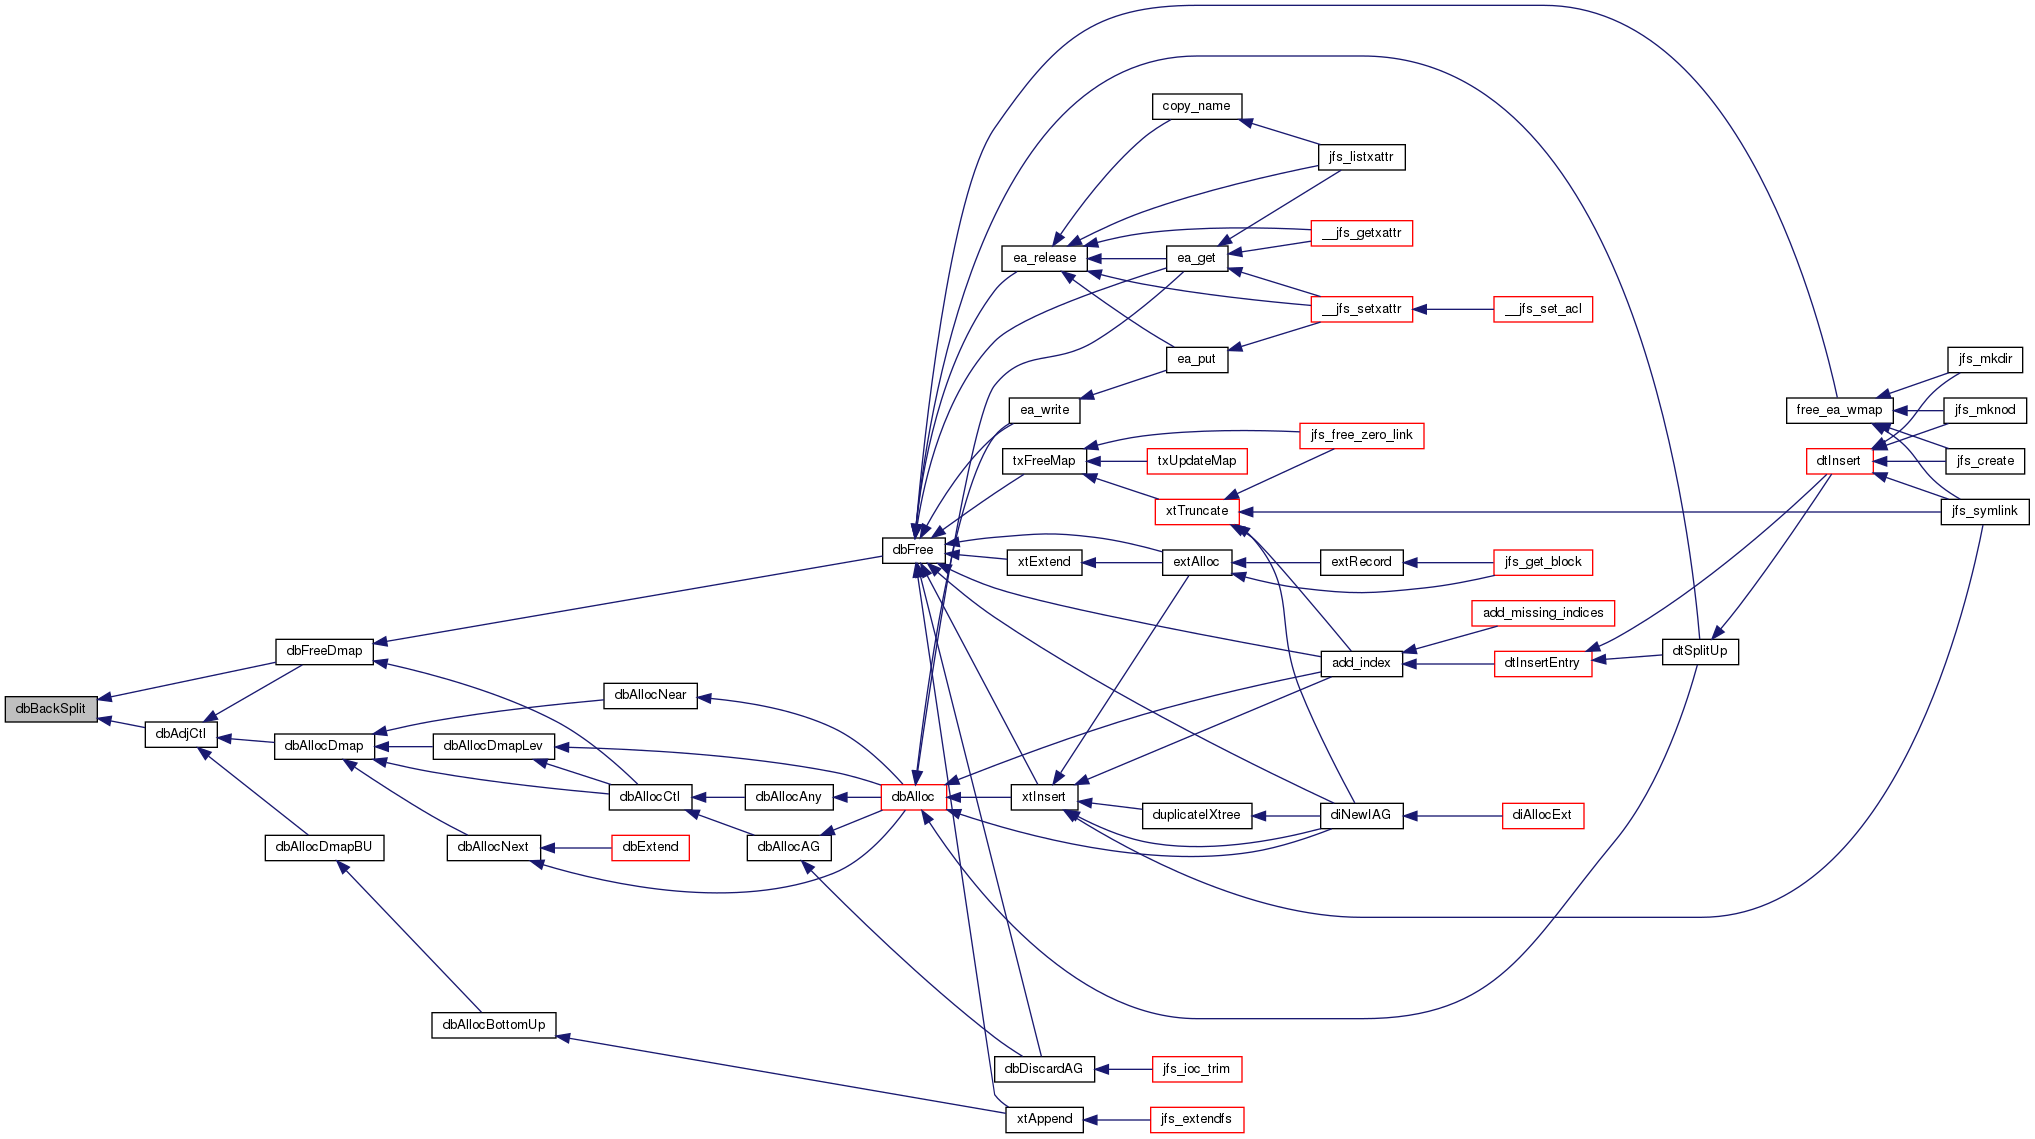 copy_name
jfs_listxattr
__jfs_getxattr
ea_release
ea_get
__jfs_setxattr
__jfs_set_acl
ea_put
jfs_mkdir
ea_write
free_ea_wmap
jfs_mknod
jfs_free_zero_link
txFreeMap
txUpdateMap
dtInsert
jfs_create
xtTruncate
jfs_symlink
dbFree
xtExtend
extAlloc
extRecord
jfs_get_block
add_missing_indices
dbFreeDmap
add_index
dtInsertEntry
dtSplitUp
dbBackSplit
dbAllocNear
dbAdjCtl
dbAllocDmap
dbAllocDmapLev
dbAllocCtl
dbAllocAny
dbAlloc
xtInsert
duplicateIXtree
diNewIAG
diAllocExt
dbAllocDmapBU
dbAllocNext
dbExtend
dbAllocAG
dbAllocBottomUp
dbDiscardAG
jfs_ioc_trim
xtAppend
jfs_extendfs